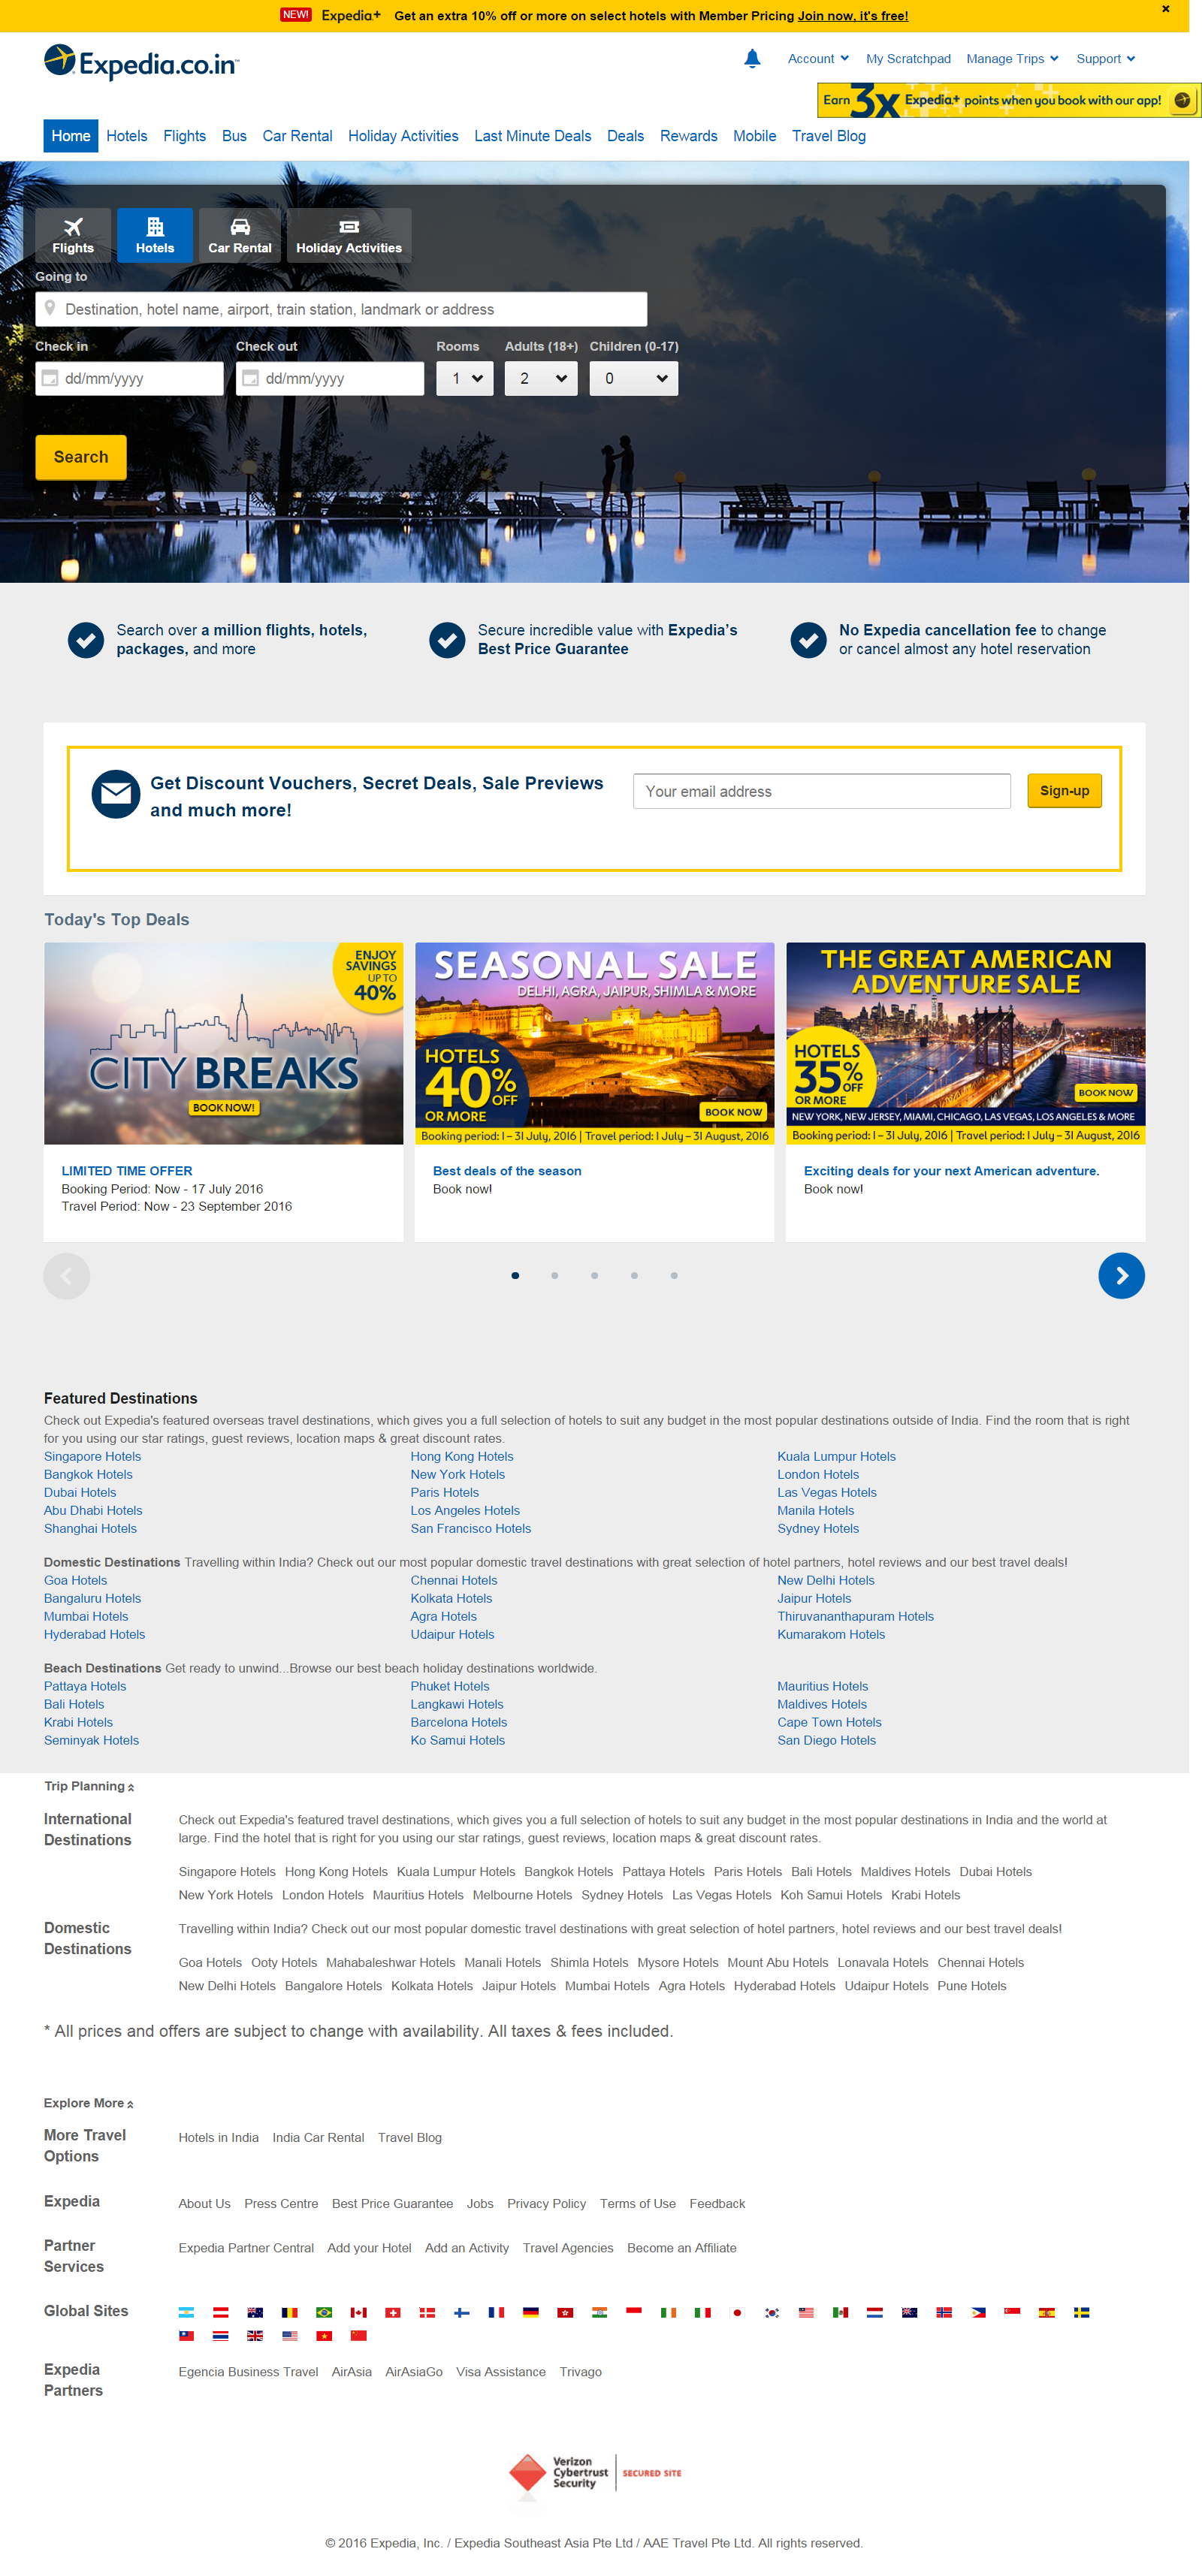 NEW! Expedia+ Get an extra 10% off or more on select hotels with Member Pricing Join now, it's free!
Expedia.co.in
Account My Scratchpad Manage Trips Support
Earn 3x Expedia+ points when you book with our app!
Home Hotels Flights Bus Car Rental Holiday Activities Last Minute Deals Deals Rewards Mobile Travel Blog
Flights Hotels Car Rental Holiday Activities
Going to
Destination, hotel name, airport, train station, landmark or address
Check in Check out Rooms Adults (18+) Children (0-17)
dd/mm/yyyy dd/mm/yyyy 1 2 0
Search
Search over a million flights, hotels,
packages, and more
Secure incredible value with Expedia's
Best Price Guarantee
No Expedia cancellation fee to change
or cancel almost any hotel reservation
Get Discount Vouchers, Secret Deals, Sale Previews
and much more!
Your email address
Sign-up
Today's Top Deals
ENJOY
SAVINGS
UP TO
40%
CITY BREAKS
BOOK NOW!
LIMITED TIME OFFER
Booking Period: Now - 17 July 2016
Travel Period: Now - 23 September 2016
SEASONAL SALE
DELHI, AGRA, JAIPUR, SHIMLA & MORE
HOTELS
40% OFF
OR MORE
BOOK NOW
Booking period: 1 – 31 July, 2016 | Travel period: 1 July – 31 August, 2016
Best deals of the season
Book now!
THE GREAT AMERICAN
ADVENTURE SALE
HOTELS
35% OFF
OR MORE
BOOK NOW
NEW YORK, NEW JERSEY, MIAMI, CHICAGO, LAS VEGAS, LOS ANGELES & MORE
Booking period: 1 – 31 July, 2016 | Travel period: 1 July – 31 August, 2016
Exciting deals for your next American adventure.
Book now!
Featured Destinations
Check out Expedia's featured overseas travel destinations, which gives you a full selection of hotels to suit any budget in the most popular destinations outside of India. Find the room that is right
for you using our star ratings, guest reviews, location maps & great discount rates.
Singapore Hotels Hong Kong Hotels Kuala Lumpur Hotels
Bangkok Hotels New York Hotels London Hotels
Dubai Hotels Paris Hotels Las Vegas Hotels
Abu Dhabi Hotels Los Angeles Hotels Manila Hotels
Shanghai Hotels San Francisco Hotels Sydney Hotels
Domestic Destinations Travelling within India? Check out our most popular domestic travel destinations with great selection of hotel partners, hotel reviews and our best travel deals!
Goa Hotels Chennai Hotels New Delhi Hotels
Bangaluru Hotels Kolkata Hotels Jaipur Hotels
Mumbai Hotels Agra Hotels Thiruvananthapuram Hotels
Hyderabad Hotels Udaipur Hotels Kumarakom Hotels
Beach Destinations Get ready to unwind...Browse our best beach holiday destinations worldwide.
Pattaya Hotels Phuket Hotels Mauritius Hotels
Bali Hotels Langkawi Hotels Maldives Hotels
Krabi Hotels Barcelona Hotels Cape Town Hotels
Seminyak Hotels Ko Samui Hotels San Diego Hotels
Trip Planning
International
Destinations
Check out Expedia's featured travel destinations, which gives you a full selection of hotels to suit any budget in the most popular destinations in India and the world at
large. Find the hotel that is right for you using our star ratings, guest reviews, location maps & great discount rates.
Singapore Hotels Hong Kong Hotels Kuala Lumpur Hotels Bangkok Hotels Pattaya Hotels Paris Hotels Bali Hotels Maldives Hotels Dubai Hotels
New York Hotels London Hotels Mauritius Hotels Melbourne Hotels Sydney Hotels Las Vegas Hotels Koh Samui Hotels Krabi Hotels
Domestic
Destinations
Travelling within India? Check out our most popular domestic travel destinations with great selection of hotel partners, hotel reviews and our best travel deals!
Goa Hotels Ooty Hotels Mahabaleshwar Hotels Manali Hotels Shimla Hotels Mysore Hotels Mount Abu Hotels Lonavala Hotels Chennai Hotels
New Delhi Hotels Bangalore Hotels Kolkata Hotels Jaipur Hotels Mumbai Hotels Agra Hotels Hyderabad Hotels Udaipur Hotels Pune Hotels
* All prices and offers are subject to change with availability. All taxes & fees included.
Explore More
More Travel
Options
Hotels in India India Car Rental Travel Blog
Expedia
About Us Press Centre Best Price Guarantee Jobs Privacy Policy Terms of Use Feedback
Partner
Services
Expedia Partner Central Add your Hotel Add an Activity Travel Agencies Become an Affiliate
Global Sites
Expedia
Partners
Egencia Business Travel AirAsia AirAsiaGo Visa Assistance Trivago
Verizon
Cybertrust
Security
SECURED SITE
© 2016 Expedia, Inc. / Expedia Southeast Asia Pte Ltd / AAE Travel Pte Ltd. All rights reserved.